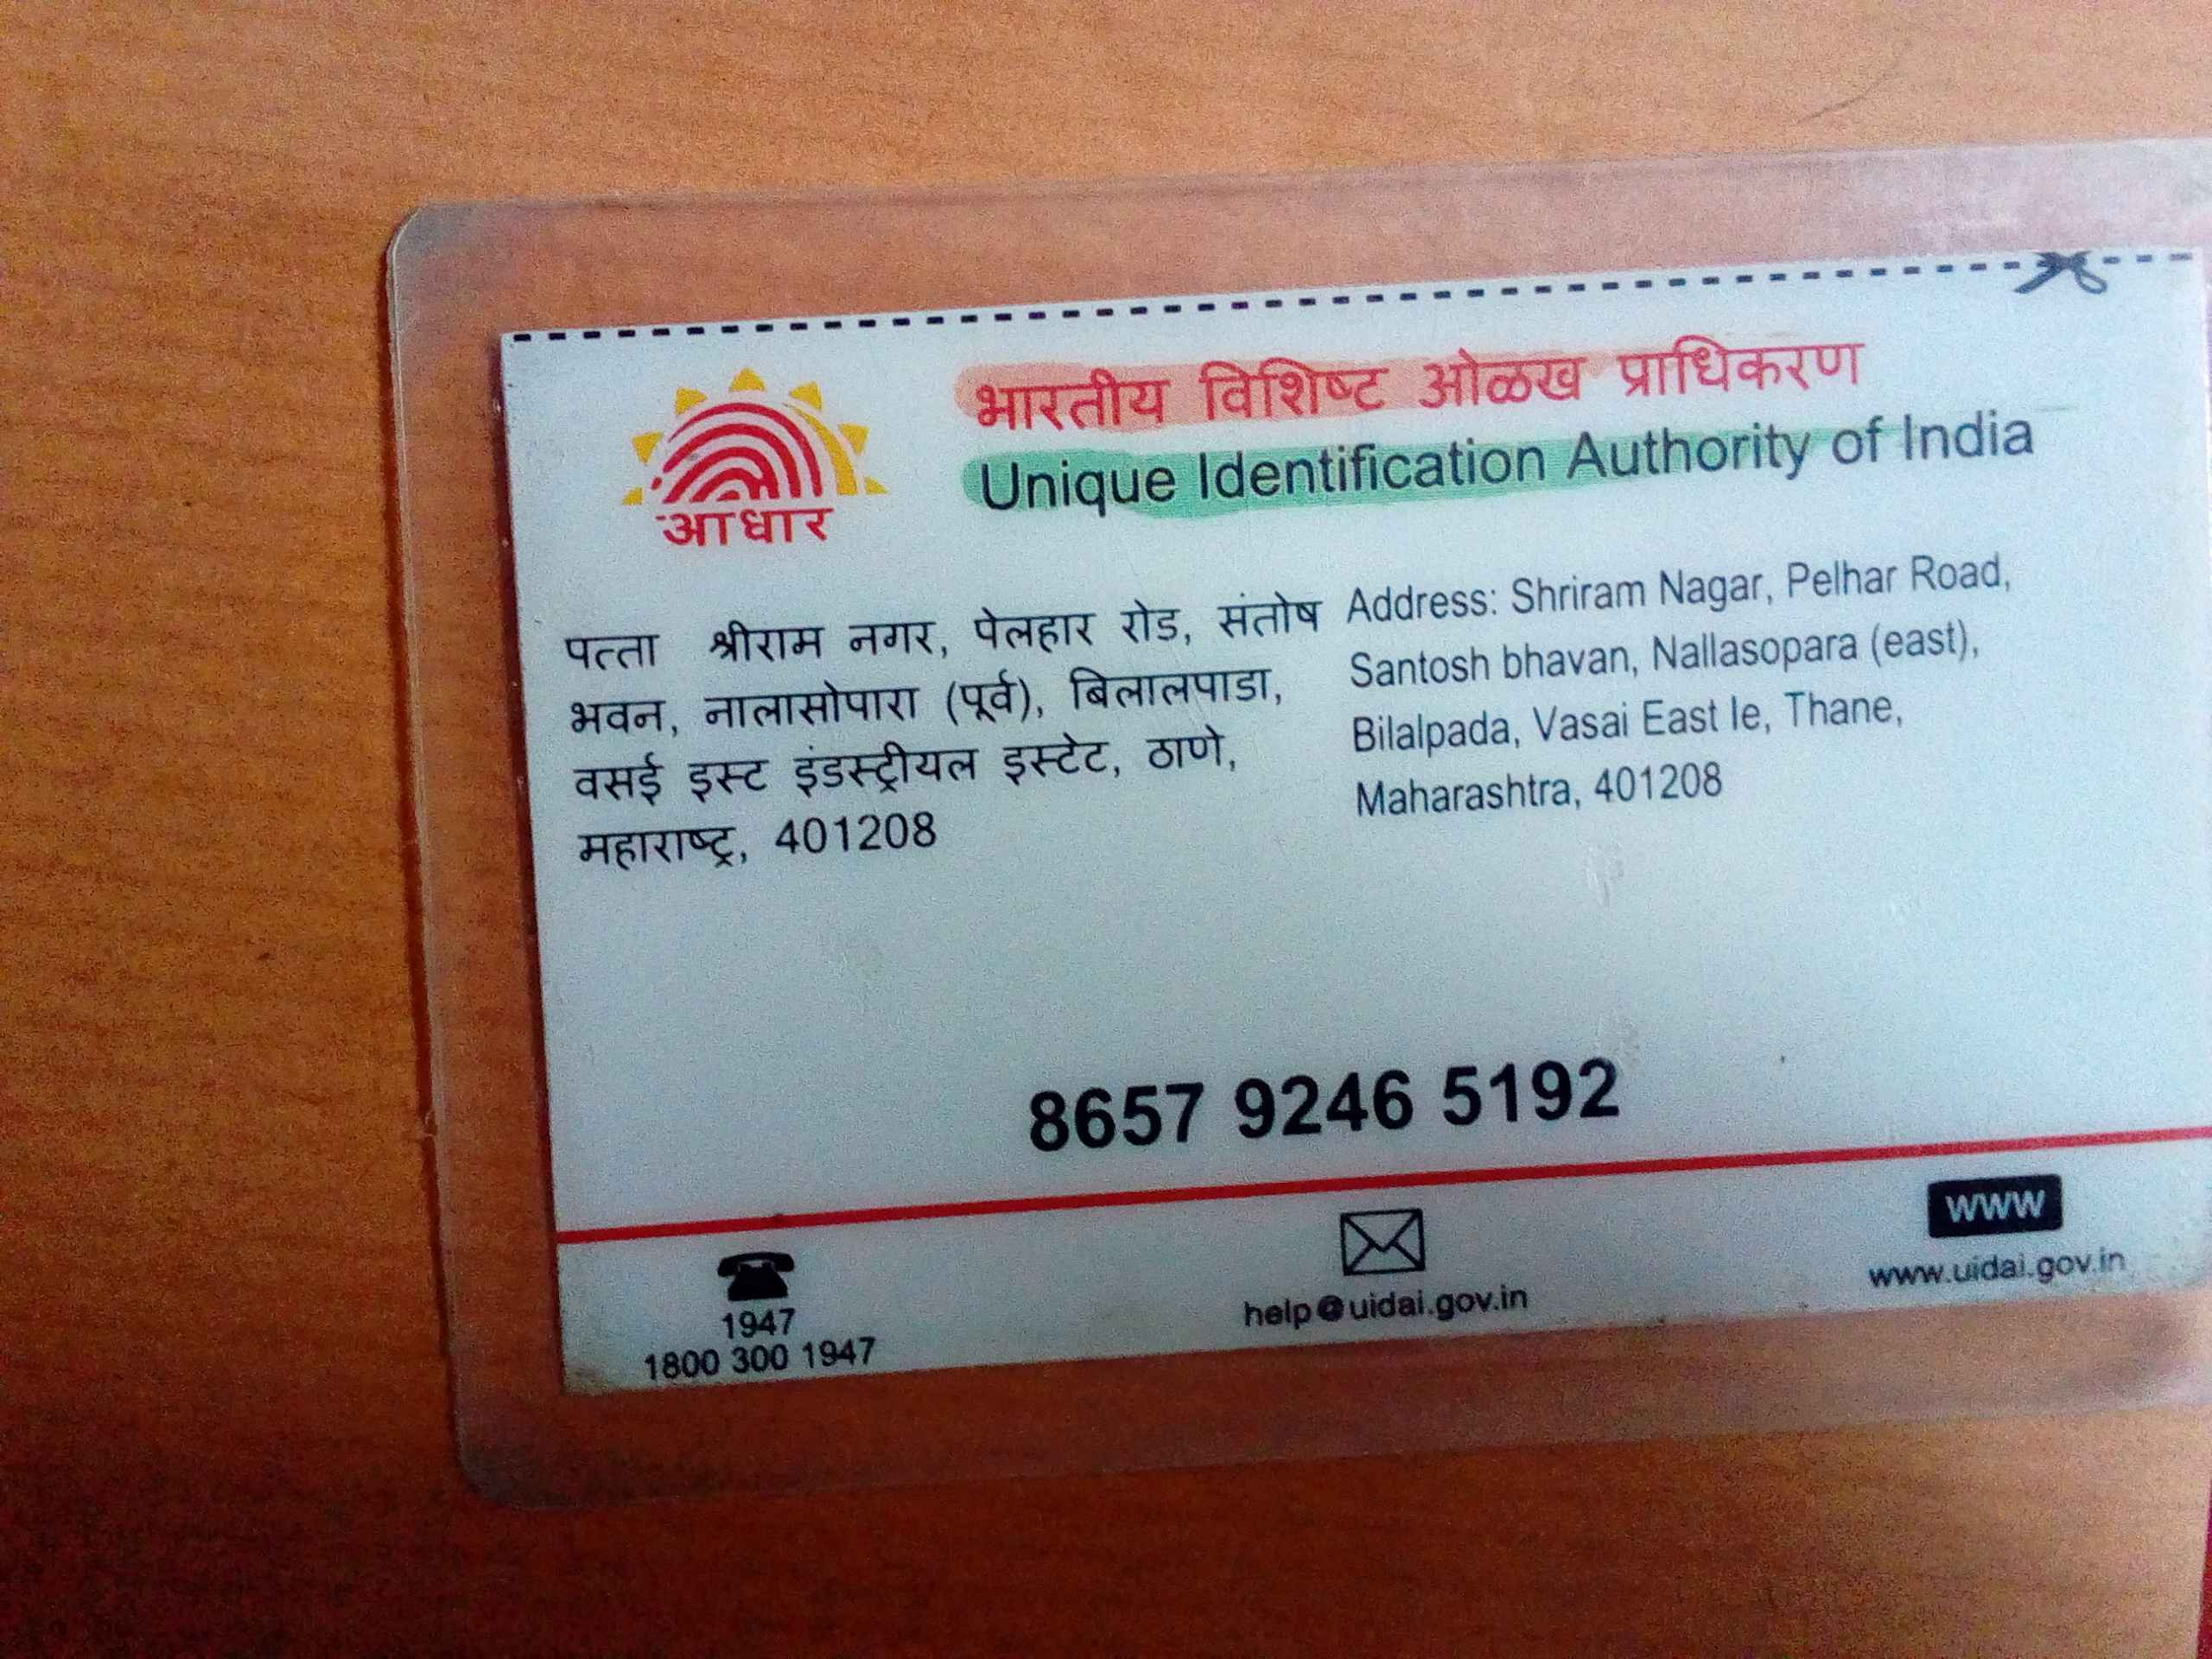 भारतीय विशिष्ट ओळख प्राधिकरण
Unique Identification Authority of India
आधार
पत्ता श्रीराम नगर, पेलहार रोड, संतोष
भवन, नालासोपारा (पूर्व), बिलालपाडा,
वसई इस्ट इंडस्ट्रीयल इस्टेट, ठाणे,
महाराष्ट्र, 401208
Address: Shriram Nagar, Pelhar Road,
Santosh bhavan, Nallasopara (east),
Bilalpada, Vasai East Ie, Thane,
Maharashtra, 401208
8657 9246 5192
1947
1800 300 1947
help@uidai.gov.in
www
www.uidai.gov.in